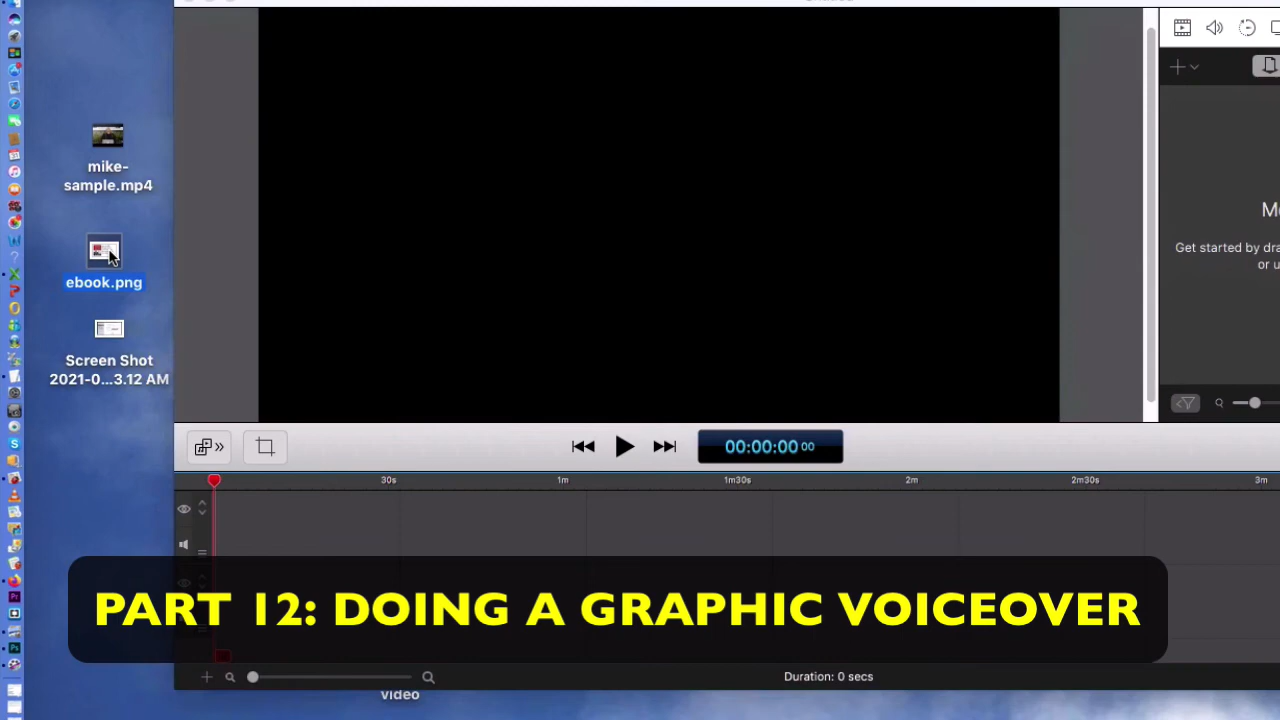 mike-
sample.mp4
ebook.png
Screen Shot
2021-0...3.12 AM
Get started by dra
or u
00:00:00 00
30s
1m
1m30s
2m
2m30s
3m
PART 12: DOING A GRAPHIC VOICEOVER
Duration: 0 secs
video